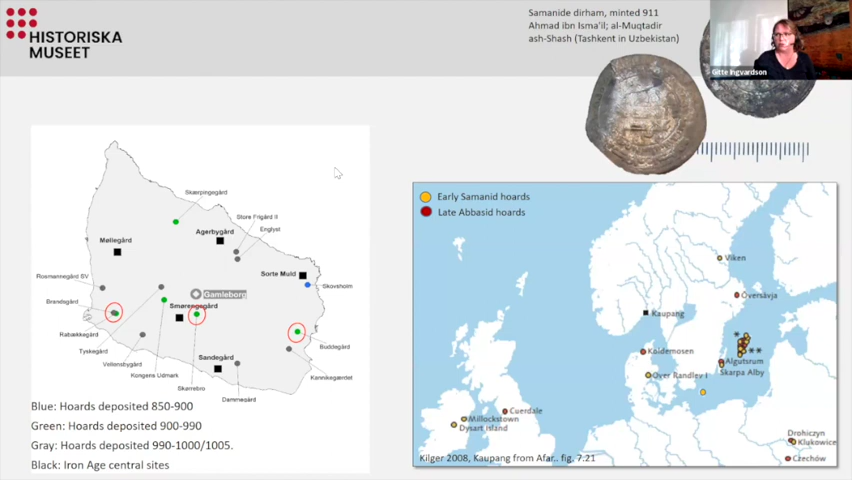 HISTORISKA
MUSEET
Samanide dirham, minted 911
Ahmad ibn Isma'il; al-Muqtadir
ash-Shash (Tashkent in Uzbekistan)
Gitte Ingvardson
Skærpingegård
Store Frigård II
Englyst
Agerbygård
Møllegård
Sorte Muld
Rosmannegård SV
Skovsholm
Gamleborg
Brandsgård
Smørengegård
Rabækkegård
Buddegård
Tyskegård
Vellensbygård
Sandegård
Kongens Udmark
Kannikegærdet
Skørrebro
Dammegård
Blue: Hoards deposited 850-900
Green: Hoards deposited 900-990
Gray: Hoards deposited 990-1000/1005.
Black: Iron Age central sites
Early Samanid hoards
Late Abbasid hoards
Viken
Översävja
Kaupang
*
**
Koldemosen
Algutsrum
Over Randlev I
Skarpa Alby
Cuerdale
Millockstown
Dysart island
Drohiczyn
Klukowice
Czechów
Kilger 2008, Kaupang from Afar.. fig, 7.21